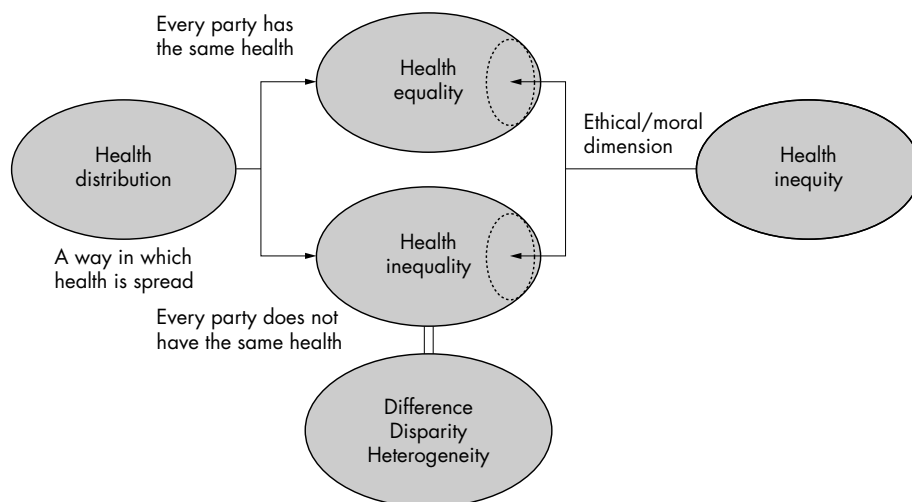 Every party has
the same health
Health
equality
Ethical/moral
dimension
Health
distribution
Health
inequity
A way in which
health is spread
Health
inequality
Every party does not
have the same health
Difference
Disparity
Heterogeneity